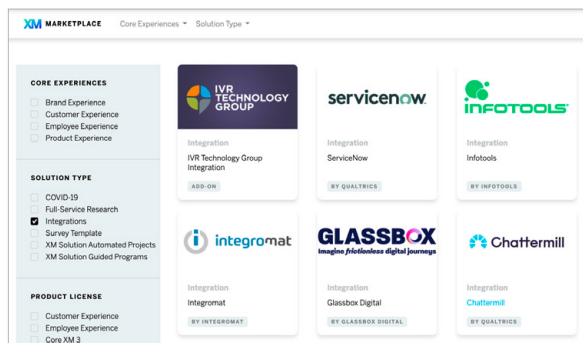 XM MARKETPLACE Core Experiences Solution Type
CORE EXPERIENCES
Brand Experience
Customer Experience
Employee Experience
Product Experience
SOLUTION TYPE
COVID-19
Full-Service Research
Integrations
Survey Template
XM Solution Automated Projects
XM Solution Guided Programs
PRODUCT LICENSE
Customer Experience
Employee Experience
Core XM 3
IVR
TECHNOLOGY
GROUP
Integration
IVR Technology Group
Integration
ADD-ON
servicenow
Integration
ServiceNow
BY QUALTRICS
INFOTOOLS
Integration
Infotools
BY INFOTOOLS
integromat
Integration
Integromat
BY INTEGROMAT
GLASSBOX
Imagine frictionless digital journeys
Integration
Glassbox Digital
BY GLASSBOX DIGITAL
Chattermill
Integration
Chattermill
BY QUALTRICS